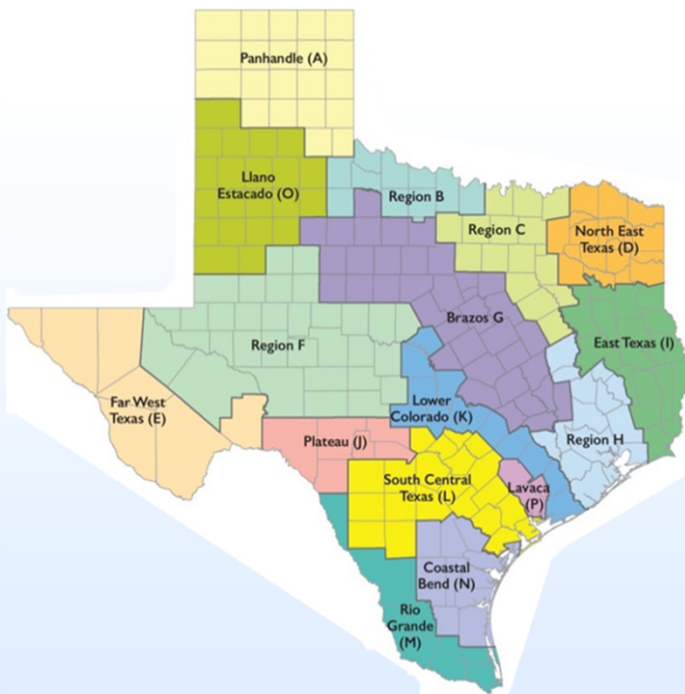 Panhandle (A)
Llano
Estacado (O)
Region B
Region C
North East
Texas (D)
Brazos G
Region F
East Texas (I)
Far West
Texas (E)
Lower
Colorado (K)
Plateau (J)
Region H
South Central
Texas (L)
Lavaca
(P)
Coastal
Bend (N)
Rio
Grande
(M)